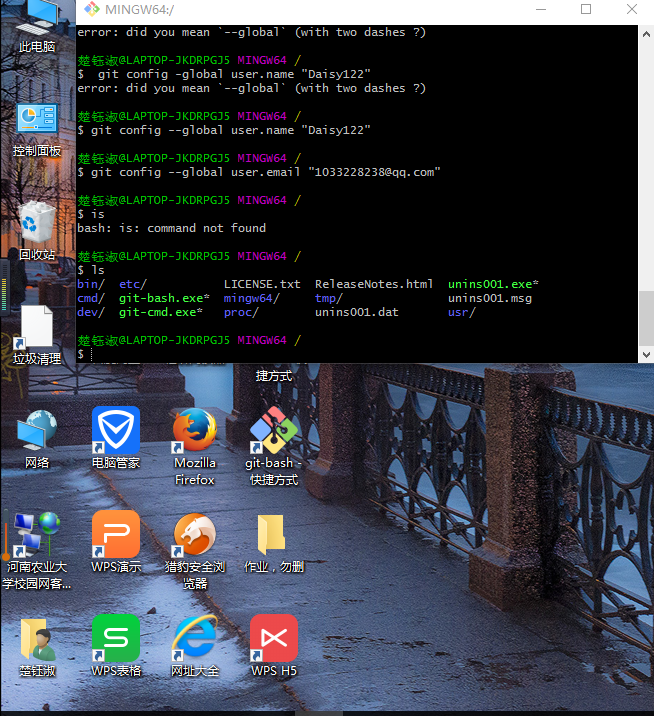 MINGW64:/
error: did you mean `--global` (with two dashes ?)
楚钰淑@LAPTOP-JKDRPGJ5 MINGW64 /
$  git config -global user.name "Daisy122"
error: did you mean `--global` (with two dashes ?)
楚钰淑@LAPTOP-JKDRPGJ5 MINGW64 /
$ git config --global user.name "Daisy122"
楚钰淑@LAPTOP-JKDRPGJ5 MINGW64 /
$ git config --global user.email "1033228238@qq.com"
楚钰淑@LAPTOP-JKDRPGJ5 MINGW64 /
$ is
bash: is: command not found
楚钰淑@LAPTOP-JKDRPGJ5 MINGW64 /
$ ls
bin/ etc/ LICENSE.txt ReleaseNotes.html unins001.exe*
cmd/ git-bash.exe* mingw64/ tmp/ unins001.msg
dev/ git-cmd.exe* proc/ unins001.dat usr/
楚钰淑@LAPTOP-JKDRPGJ5 MINGW64 /
$
此电脑
控制面板
回收站
垃圾清理
捷方式
网络
电脑管家
Mozilla
Firefox
git-bash -
快捷方式
河南农业大
学校园网客...
WPS演示
猎豹安全浏
览器
作业，勿删
楚钰淑
WPS表格
网址大全
WPS H5